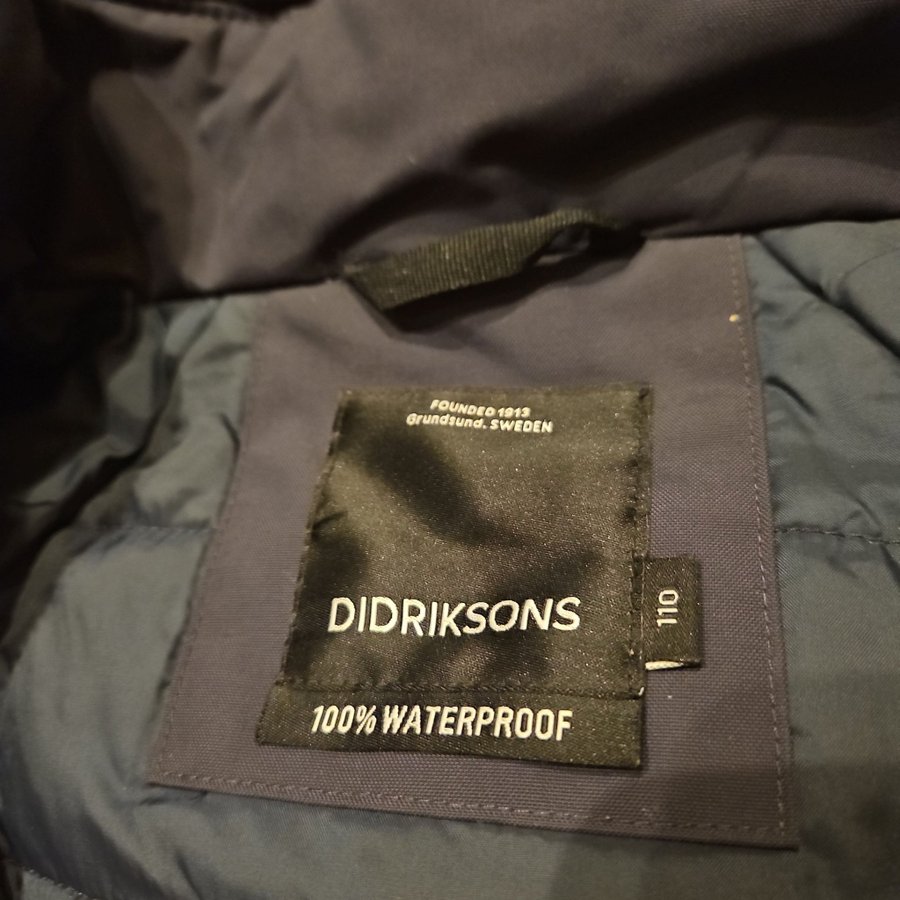 FOUNDED 1913
Grundsund. SWEDEN
DIDRIKSONS
110
100% WATERPROOF